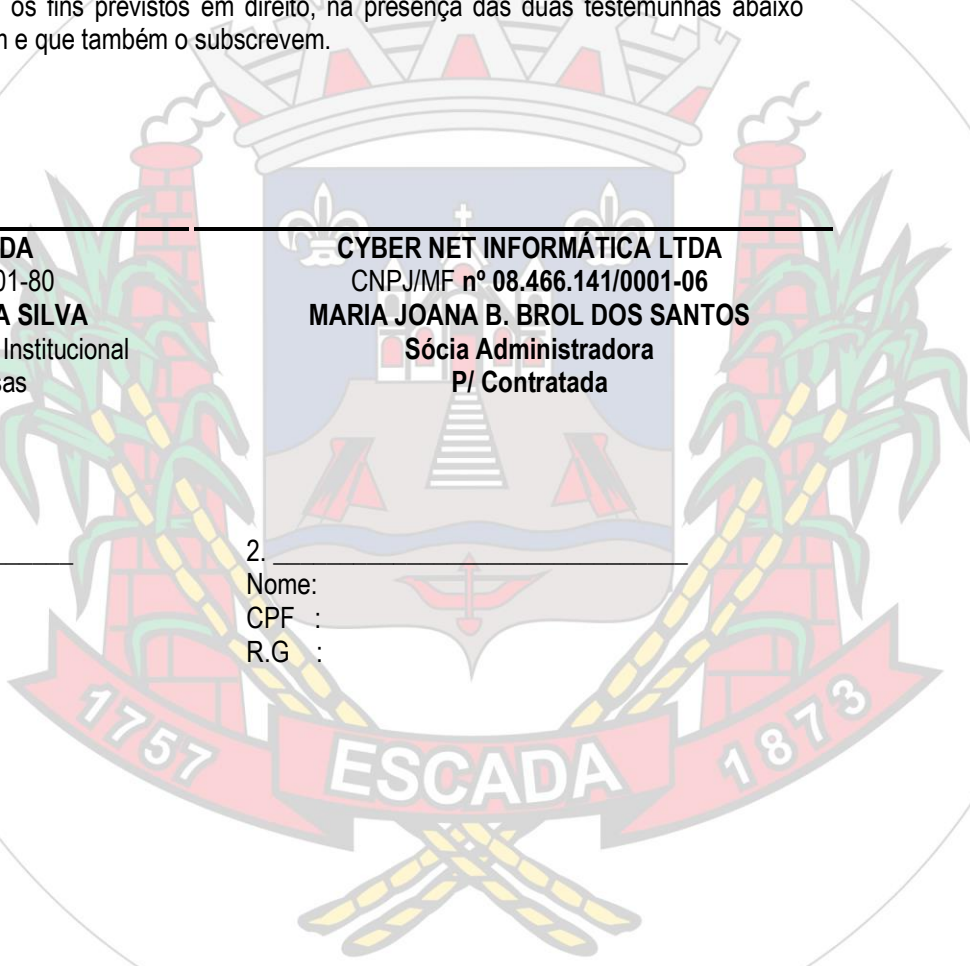 os fins previstos em direito, na presença das duas testemunhas abaixo
e que também o subscrevem.
DA
01-80
A SILVA
Institucional
sas
CYBER NET INFORMÁTICA LTDA
CNPJ/MF nº 08.466.141/0001-06
MARIA JOANA B. BROL DOS SANTOS
Sócia Administradora
P/ Contratada
2. ______________________________
Nome:
CPF :
R.G :
1757 ESCADA 1873